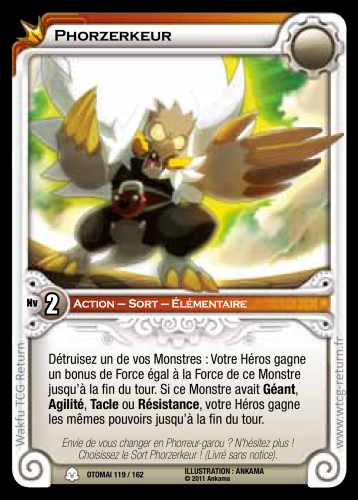 Phorzerkeur
Nv 2 Action – Sort – Élémentaire
Détruisez un de vos Monstres : Votre Héros gagne
un bonus de Force égal à la Force de ce Monstre
jusqu'à la fin du tour. Si ce Monstre avait Géant,
Agilité, Tacle ou Résistance, votre Héros gagne
les mêmes pouvoirs jusqu'à la fin du tour.
Envie de vous changer en Phorreur-garou ? N'hésitez plus !
Choisissez le Sort Phorzerkeur ! (Livré sans notice).
OTOMAI 119 / 162
ILLUSTRATION : ANKAMA
© 2011 Ankama
Wakfu TCG Return
www.wtcg-return.fr